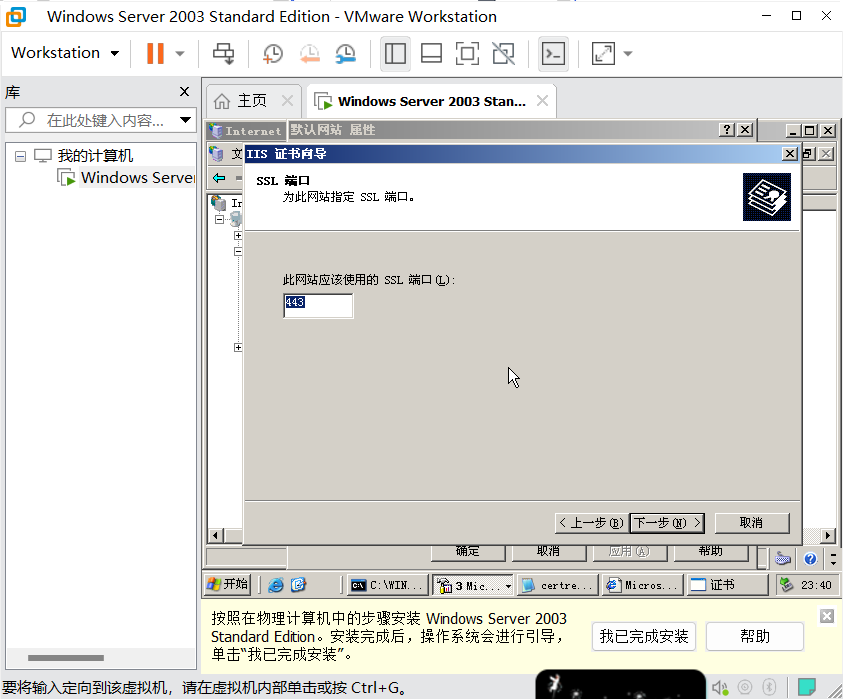 Windows Server 2003 Standard Edition - VMware Workstation
Workstation
库
主页
Windows Server 2003 Stan...
在此处键入内容...
我的计算机
Windows Server
Internet
默认网站 属性
文
IIS 证书向导
SSL 端口
为此网站指定 SSL 端口。
In
此网站应该使用的 SSL 端口(L):
443
< 上一步(B)
下一步(N) >
取消
确定
取消
应用(A)
帮助
开始
C:\WIN...
3 Mic...
certre...
Micros...
证书
23:40
按照在物理计算机中的步骤安装 Windows Server 2003
Standard Edition。安装完成后，操作系统会进行引导，
单击“我已完成安装”。
我已完成安装
帮助
要将输入定向到该虚拟机，请在虚拟机内部单击或按 Ctrl+G。